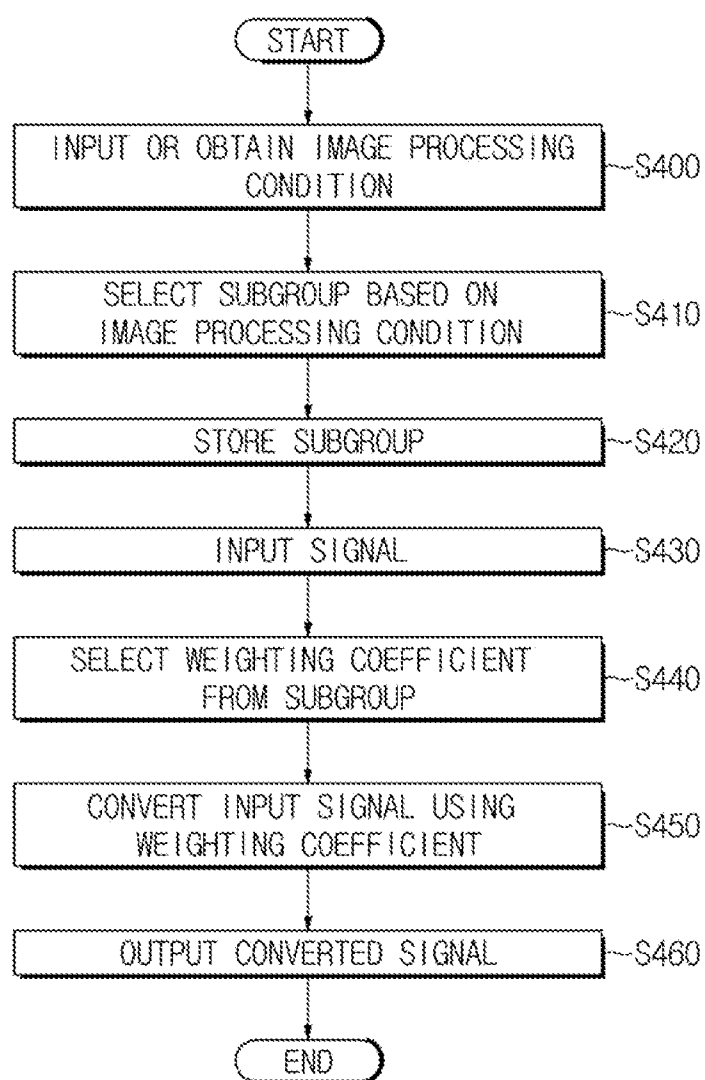 START
INPUT OR OBTAIN IMAGE PROCESSING
CONDITION
S400
SELECT SUBGROUP BASED ON
IMAGE PROCESSING CONDITION
S410
STORE SUBGROUP
S420
INPUT SIGNAL
S430
SELECT WEIGHTING COEFFICIENT
FROM SUBGROUP
S440
CONVERT INPUT SIGNAL USING
WEIGHTING COEFFICIENT
S450
OUTPUT CONVERTED SIGNAL
S460
END